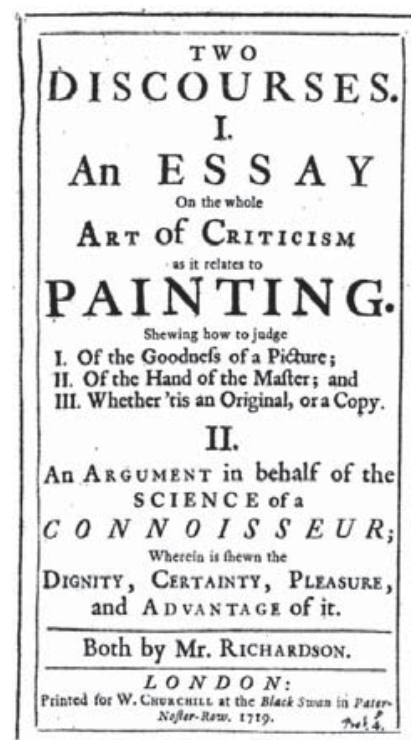 TWO
DISCOURSES.
I.
An ESSAY
On the whole
ART of CRITICISM
as it relates to
PAINTING.
Shewing how to judge
I. Of the Goodneſs of a Picture;
II. Of the Hand of the Maſter; and
III. Whether 'tis an Original, or a Copy.
II.
An ARGUMENT in behalf of the
SCIENCE of a
CONNOISSEUR;
Wherein is ſhewn the
DIGNITY, CERTAINTY, PLEASURE,
and ADVANTAGE of it.
Both by Mr. RICHARDSON.
LONDON:
Printed for W. CHURCHILL at the Black Swan in Pater-
Noſter-Row. 1719.